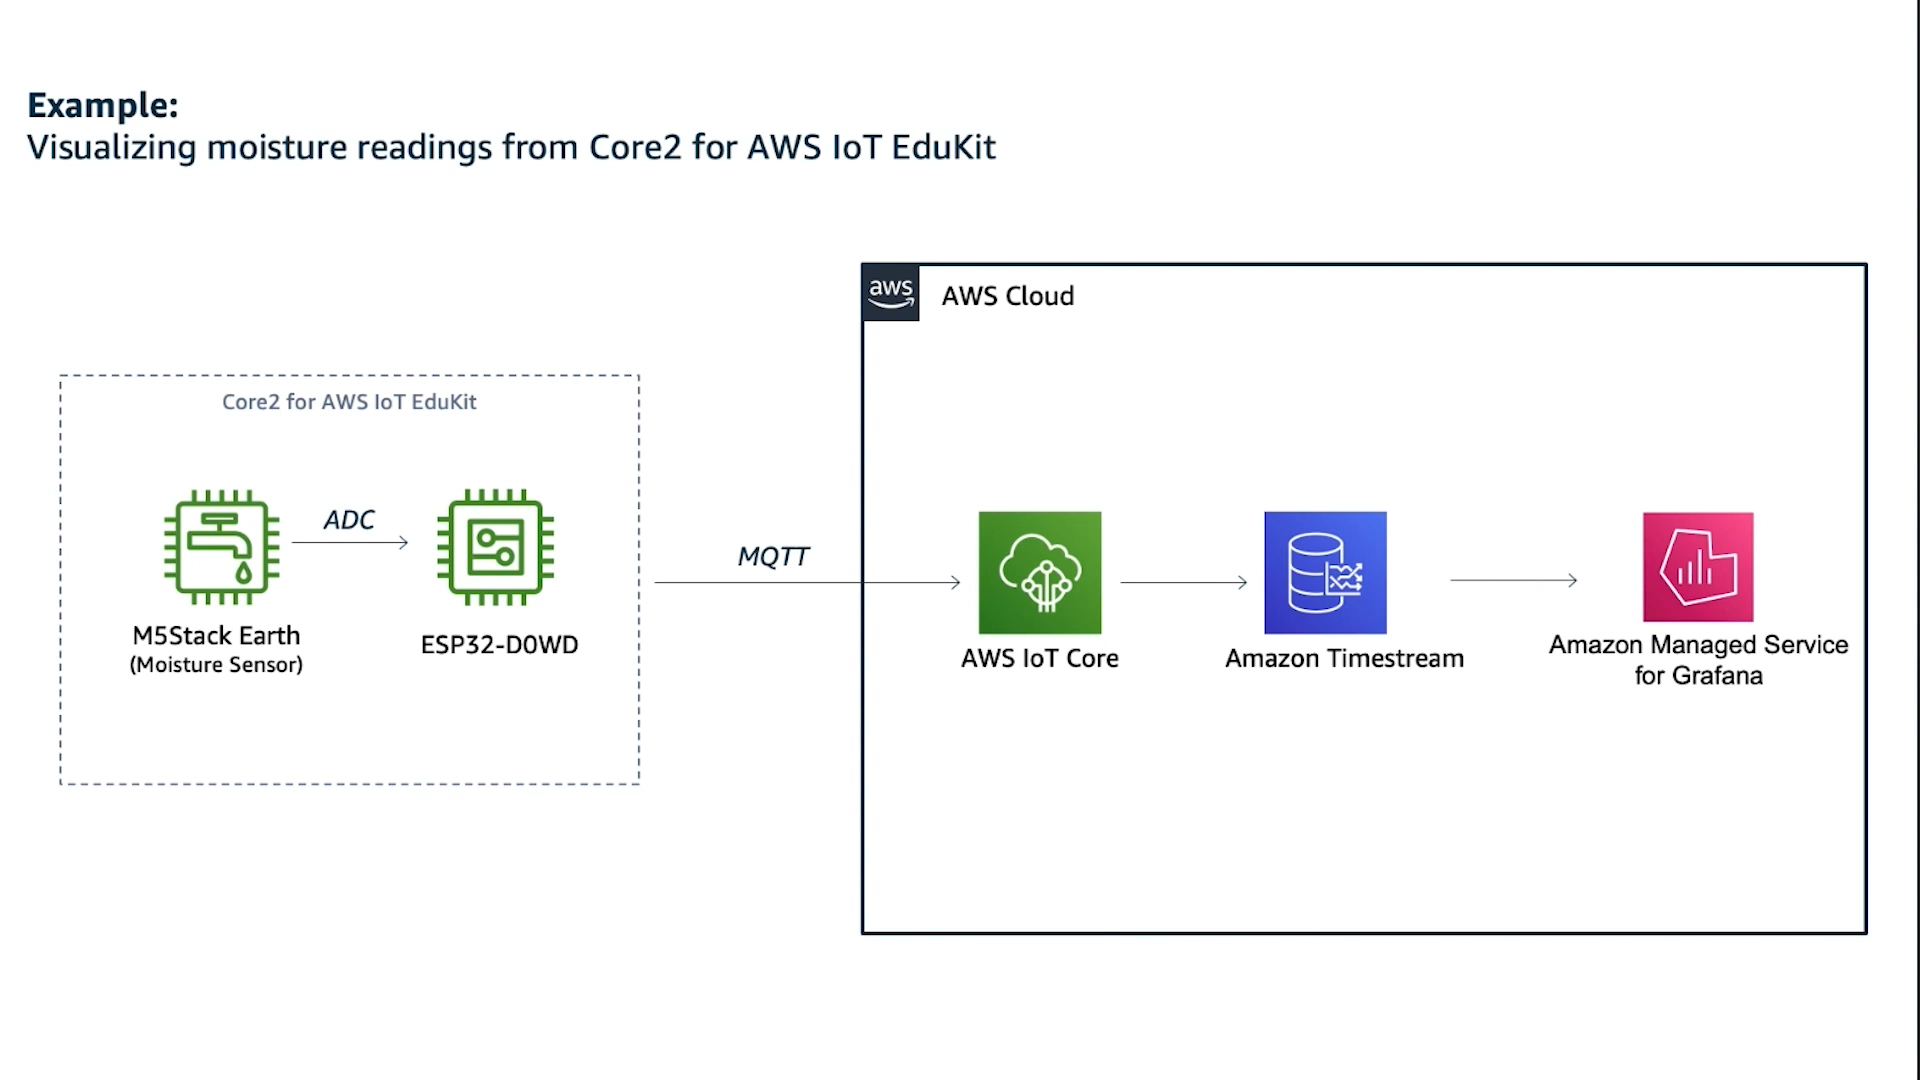 Example:
Visualizing moisture readings from Core2 for AWS IoT EduKit
aws
AWS Cloud
Core2 for AWS IoT EduKit
ADC
MQTT
M5Stack Earth
(Moisture Sensor)
ESP32-D0WD
AWS IoT Core
Amazon Timestream
Amazon Managed Service
for Grafana